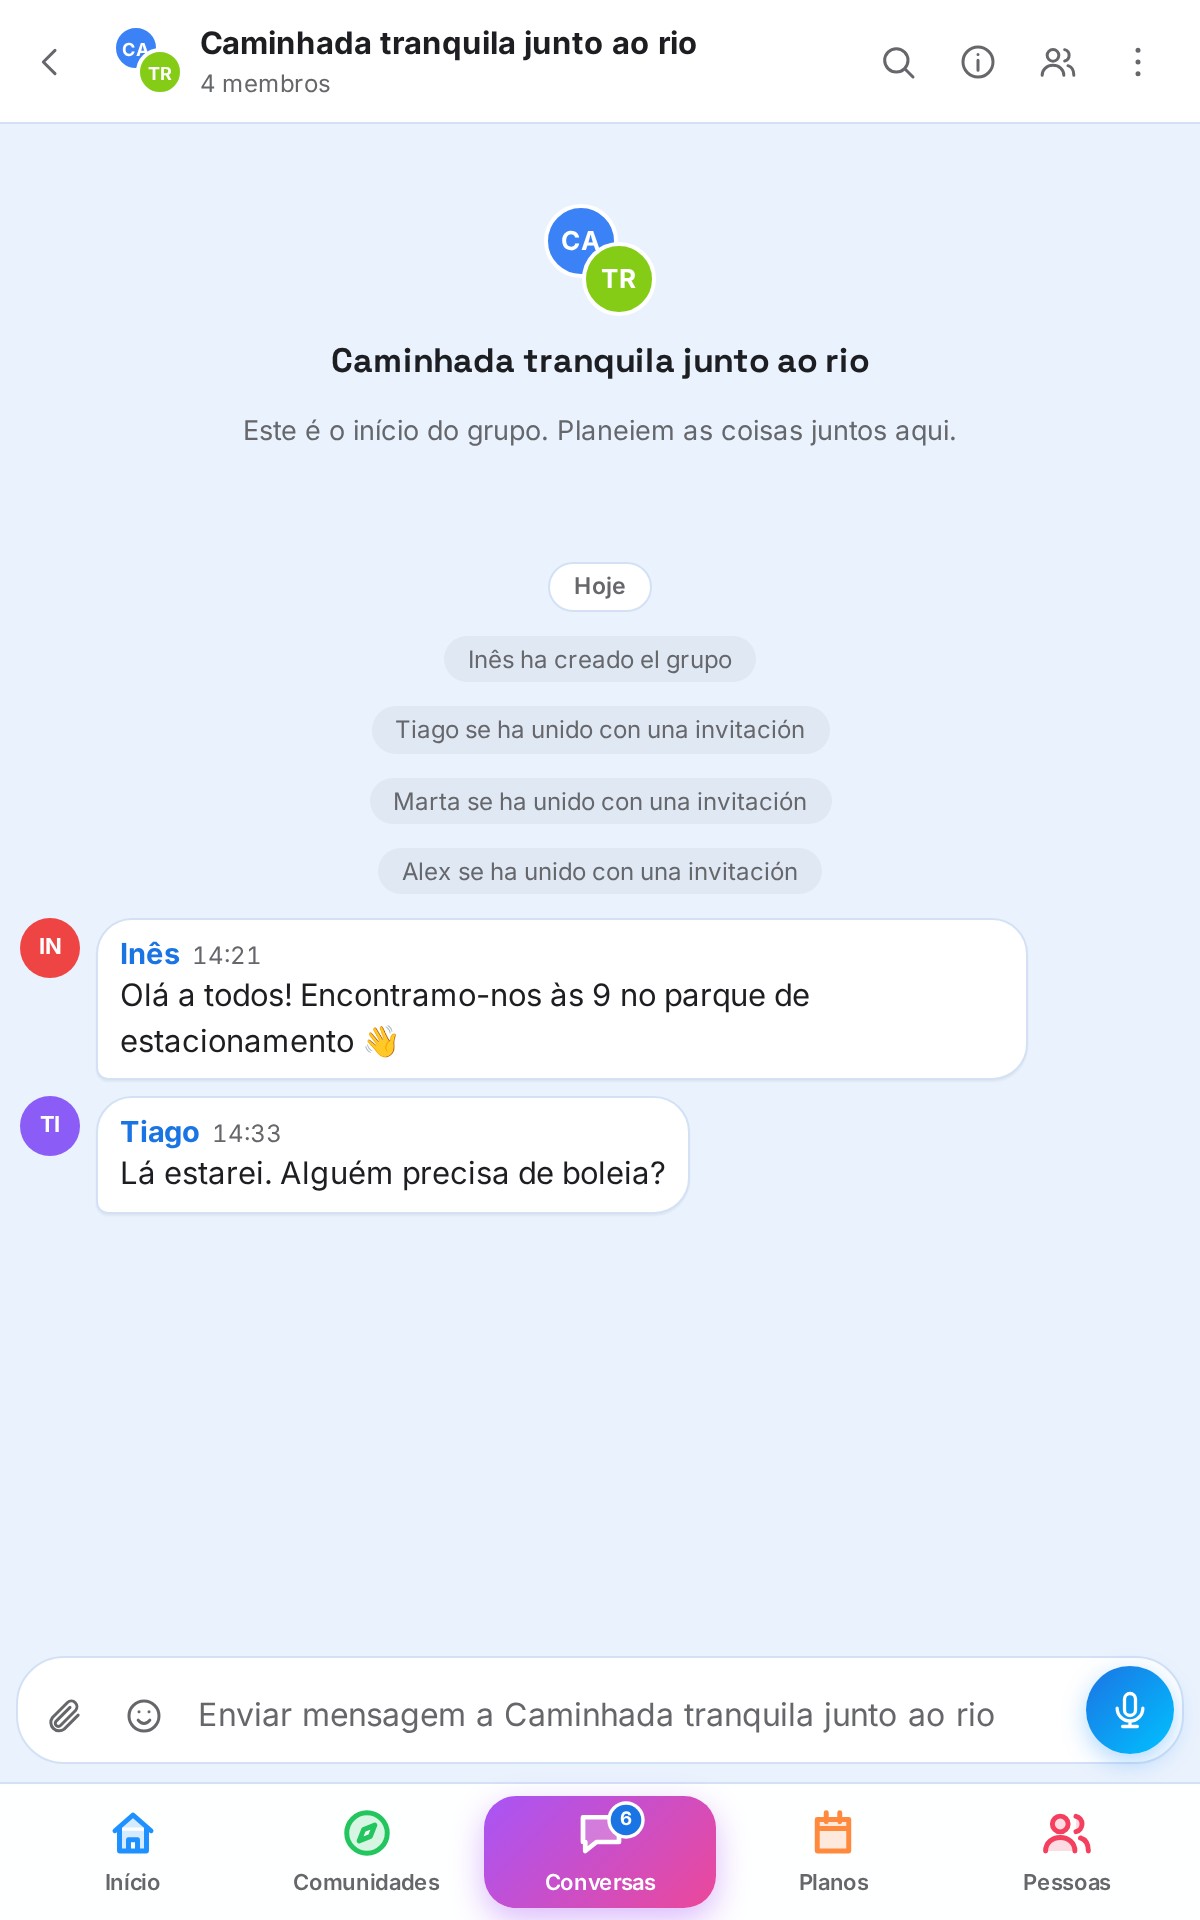 CA
TR
Caminhada tranquila junto ao rio
4 membros
CA
TR
Caminhada tranquila junto ao rio
Este é o início do grupo. Planeiem as coisas juntos aqui.
Hoje
Inês ha creado el grupo
Tiago se ha unido con una invitación
Marta se ha unido con una invitación
Alex se ha unido con una invitación
IN
Inês 14:21
Olá a todos! Encontramo-nos às 9 no parque de
estacionamento 👋
TI
Tiago 14:33
Lá estarei. Alguém precisa de boleia?
Enviar mensagem a Caminhada tranquila junto ao rio
6
Início
Comunidades
Conversas
Planos
Pessoas